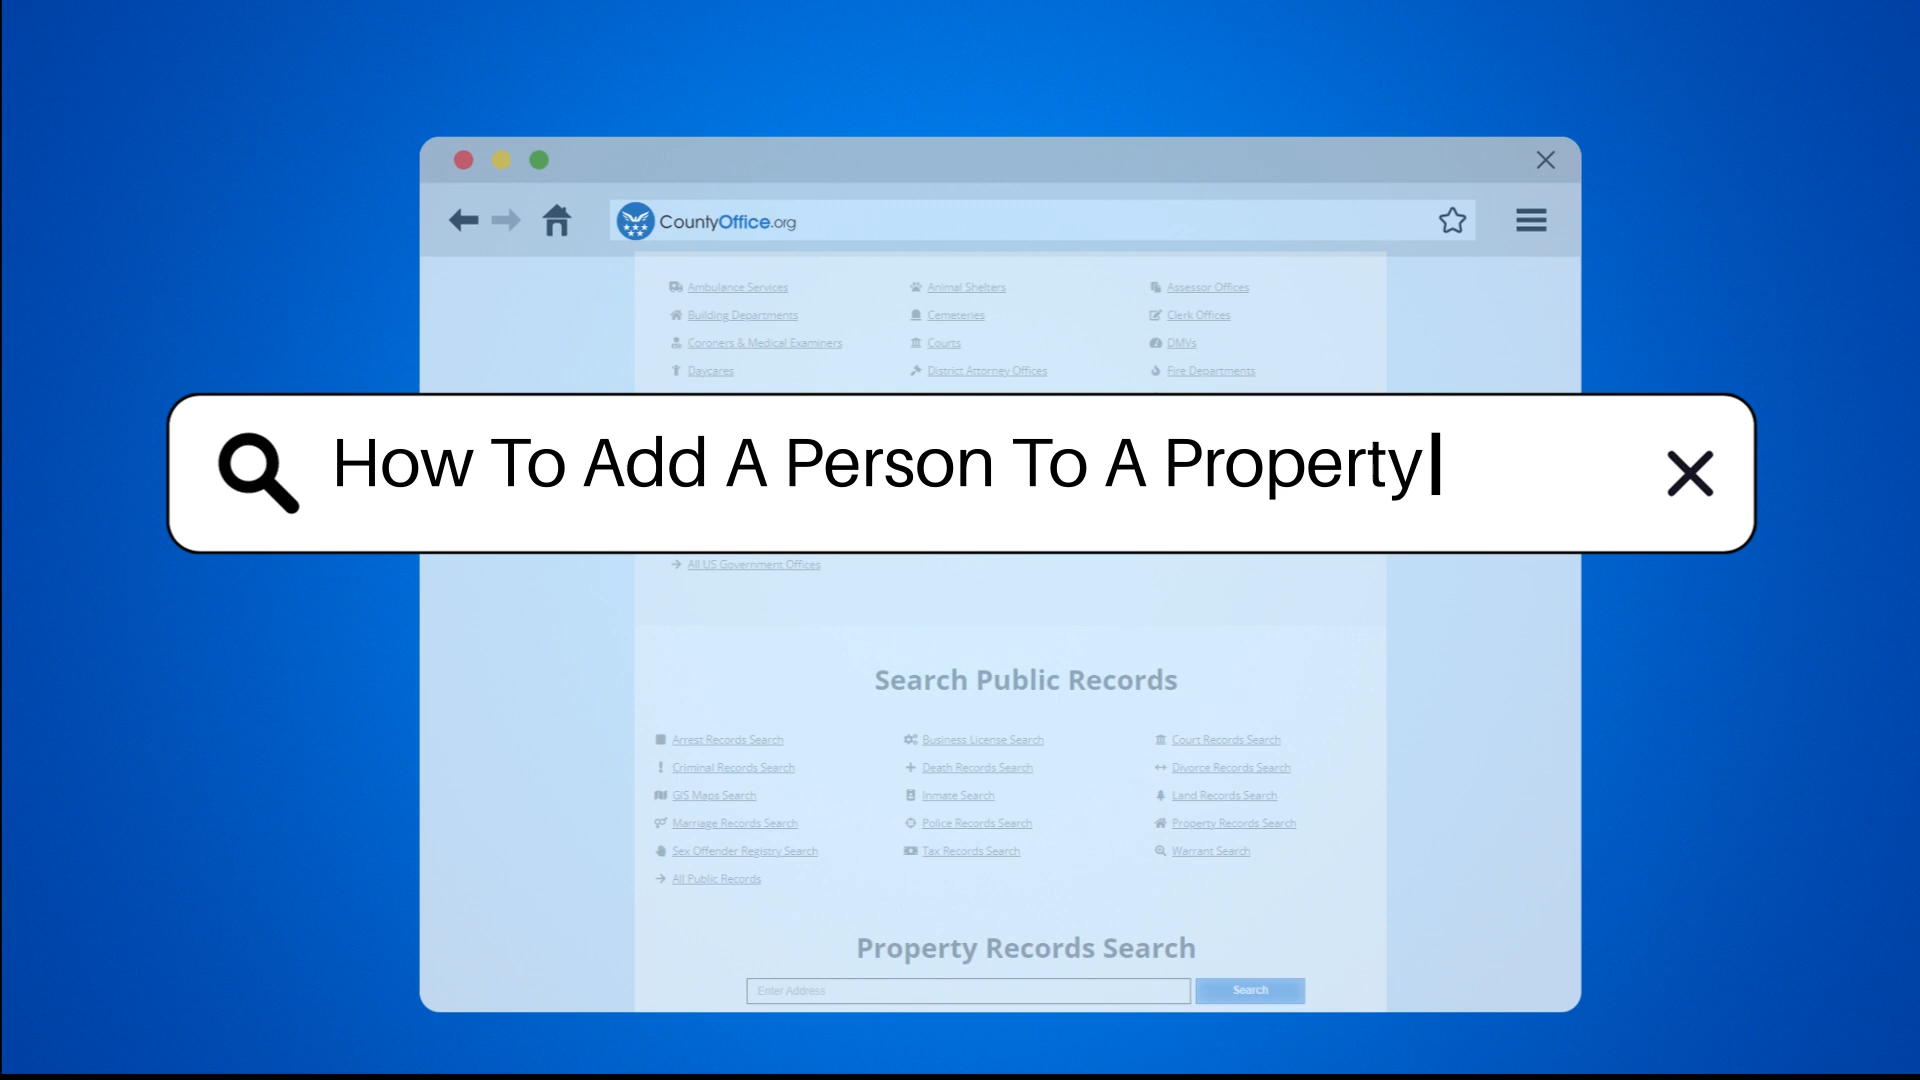 CountyOffice.org
Ambulance Services Animal Shelters Assessor Offices
Building Departments Cemeteries Clerk Offices
Coroners & Medical Examiners Courts DMVs
Daycares District Attorney Offices Fire Departments
How To Add A Person To A Property
All US Government Offices
Search Public Records
Arrest Records Search Business License Search Court Records Search
Criminal Records Search Death Records Search Divorce Records Search
GIS Maps Search Inmate Search Land Records Search
Marriage Records Search Police Records Search Property Records Search
Sex Offender Registry Search Tax Records Search Warrant Search
All Public Records
Property Records Search
Enter Address Search